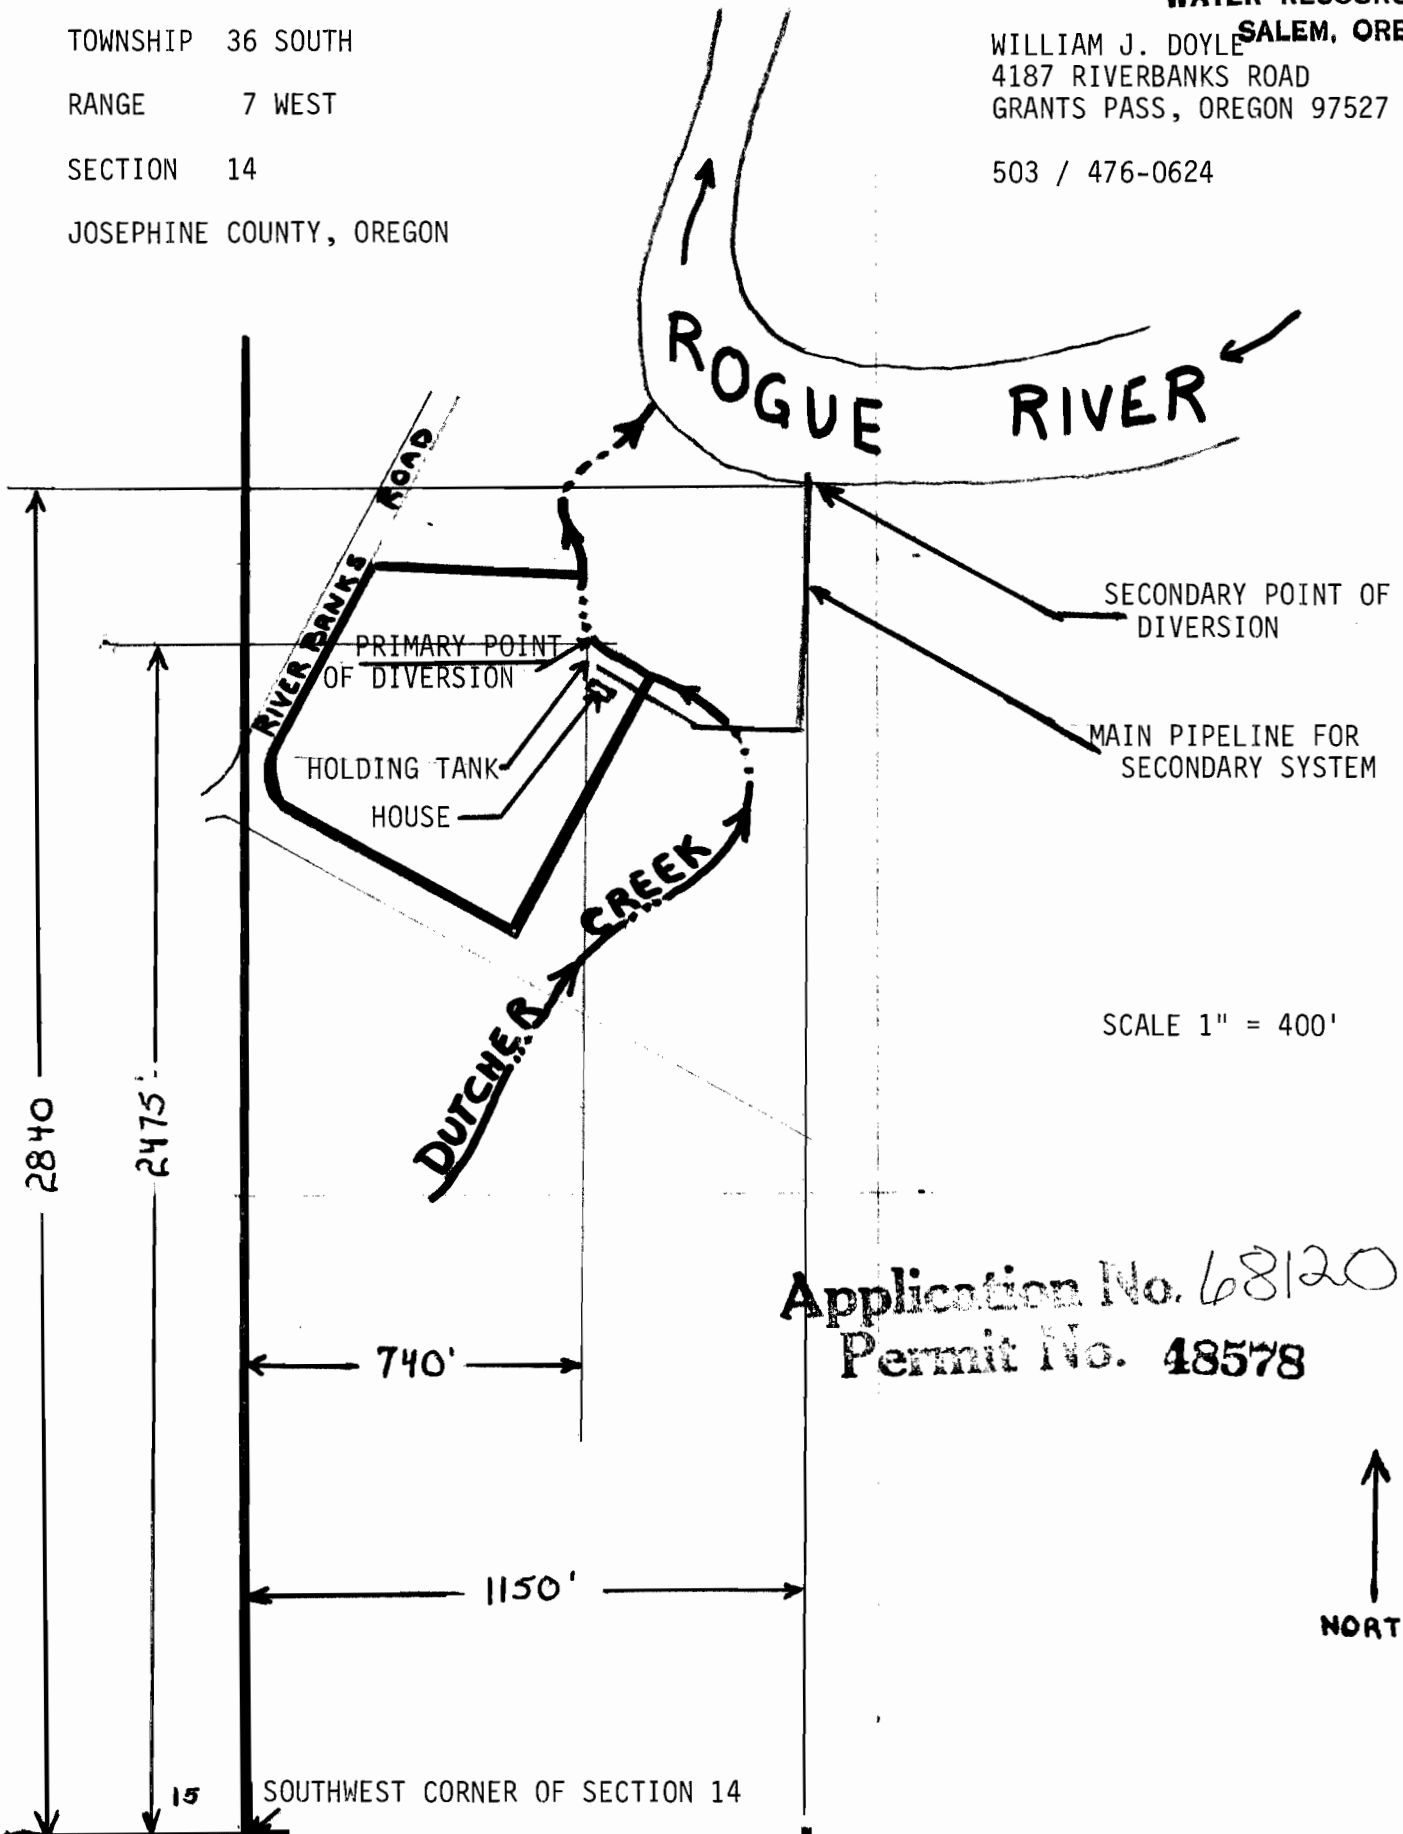 TOWNSHIP 36 SOUTH
RANGE 7 WEST
SECTION 14
JOSEPHINE COUNTY, OREGON
SALEM, ORE
WILLIAM J. DOYLE
4187 RIVERBANKS ROAD
GRANTS PASS, OREGON 97527
503 / 476-0624
ROGUE RIVER
RIVER BANKS ROAD
PRIMARY POINT
OF DIVERSION
HOLDING TANK
HOUSE
SECONDARY POINT OF
DIVERSION
MAIN PIPELINE FOR
SECONDARY SYSTEM
DUTCHER CREEK
SCALE 1" = 400'
2840
2475'
Application No. 68120
Permit No. 48578
740'
1150'
NORT
15
SOUTHWEST CORNER OF SECTION 14